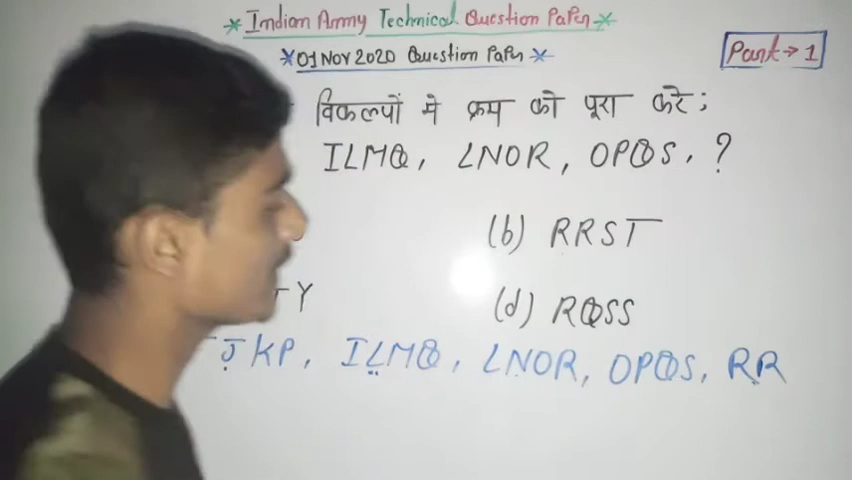 *Indian Army Technical Question Paper*
*01 Nov 2020 Question Paper*
Part→1
विकल्पों मे क्रम को पूरा करे;
ILMQ, LNOR, OPQS, ?
(b) RRST
Y
(d) RQSS
JKP, ILMQ, LNOR, OPQS, RR